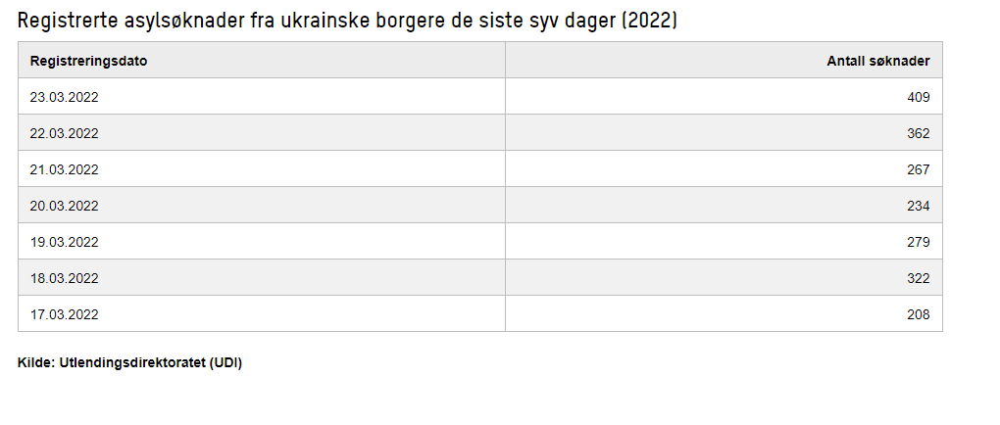 Registrerte asylsøknader fra ukrainske borgere de siste syv dager (2022)
Registreringsdato Antall søknader
23.03.2022 409
22.03.2022 362
21.03.2022 267
20.03.2022 234
19.03.2022 279
18.03.2022 322
17.03.2022 208
Kilde: Utlendingsdirektoratet (UDI)